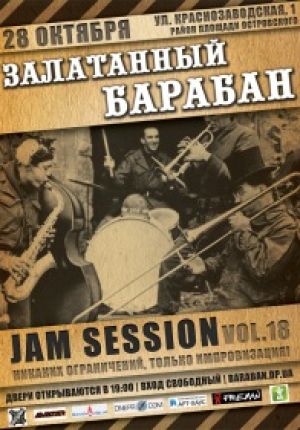 28 ОКТЯБРЯ
УЛ. КРАСНОЗАВОДСКАЯ, 1
РАЙОН ПЛОЩАДИ ОСТРОВСКОГО
ЗАЛАТАННЫЙ
БАРАБАН
JAM SESSION VOL.18
НИКАКИХ ОГРАНИЧЕНИЙ, ТОЛЬКО ИМПРОВИЗАЦИЯ!
ДВЕРИ ОТКРЫВАЮТСЯ В 19:00 | ВХОД СВОБОДНЫЙ | BARABAN.DP.UA